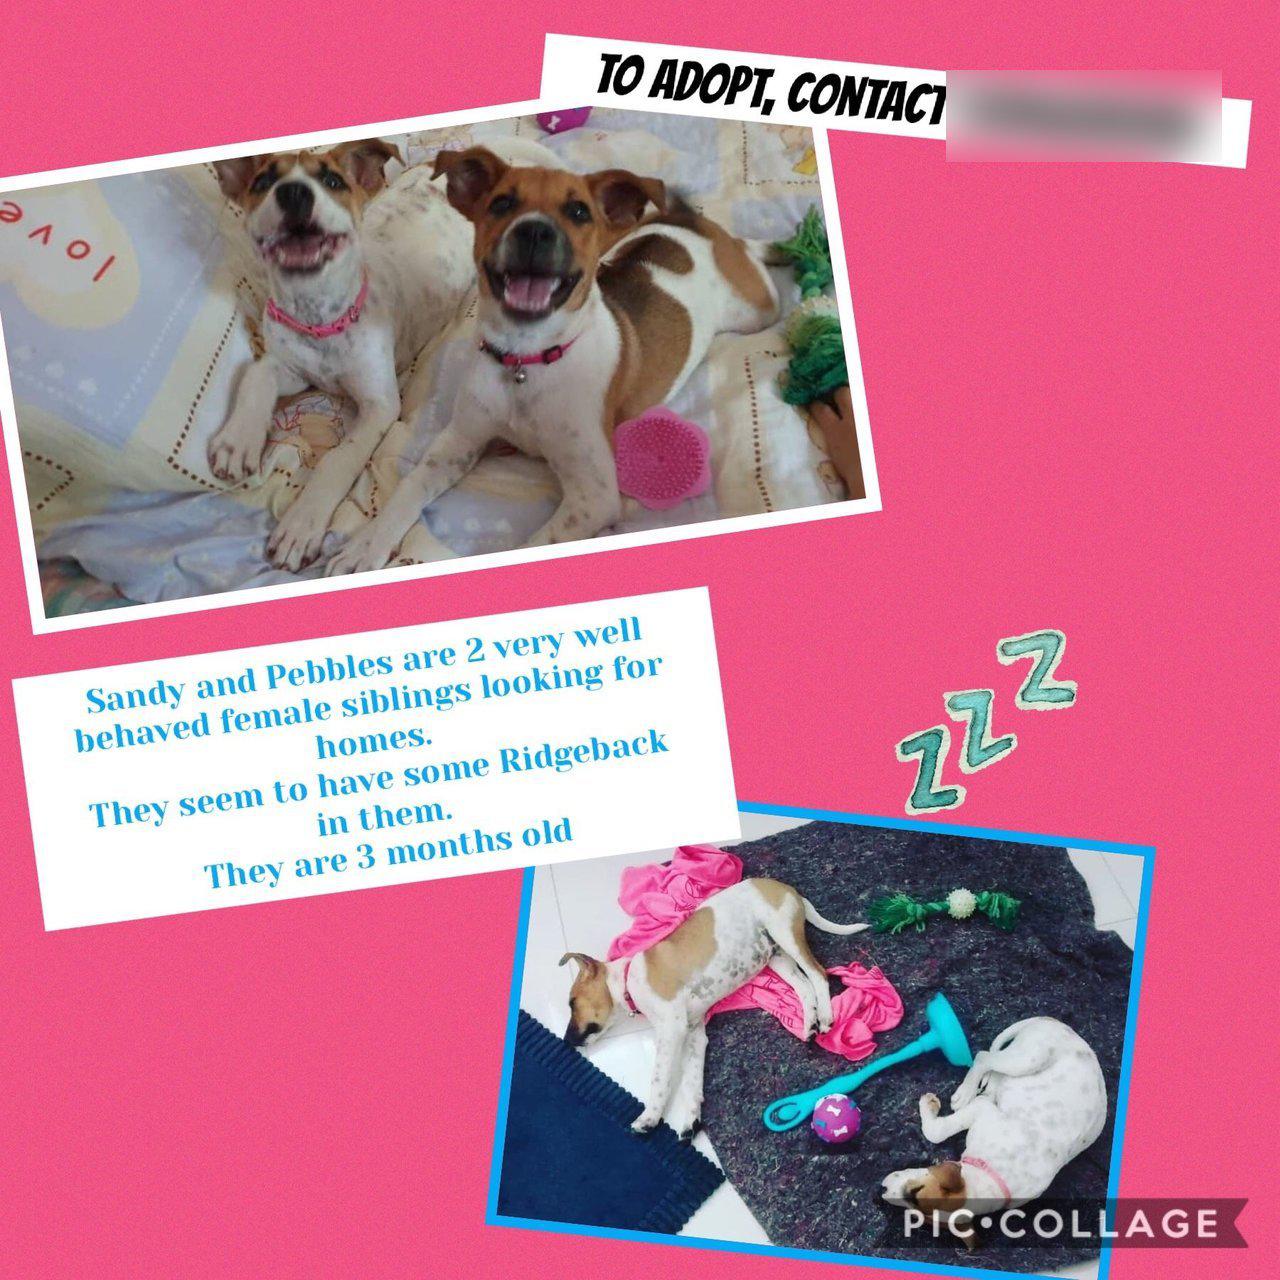 TO ADOPT, CONTACT
love
Sandy and Pebbles are 2 very well
behaved female siblings looking for
homes.
They seem to have some Ridgeback
in them.
They are 3 months old
Z
Z
Z
PIC•COLLAGE